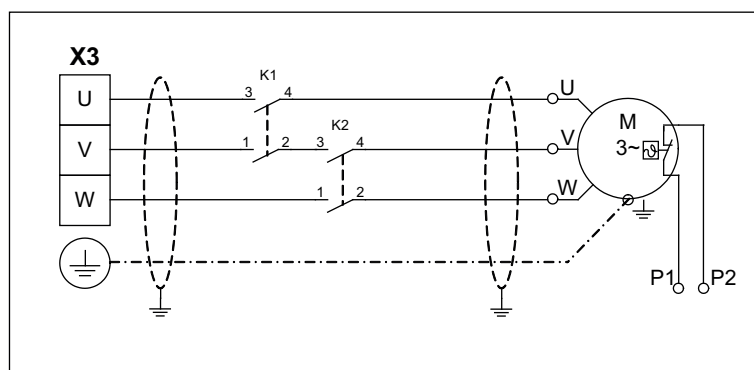 X3
K1
U 3 4 U
K2 M
V 1 2 3 4 V 3~ ϑ
W 1 2 W
P1 P2